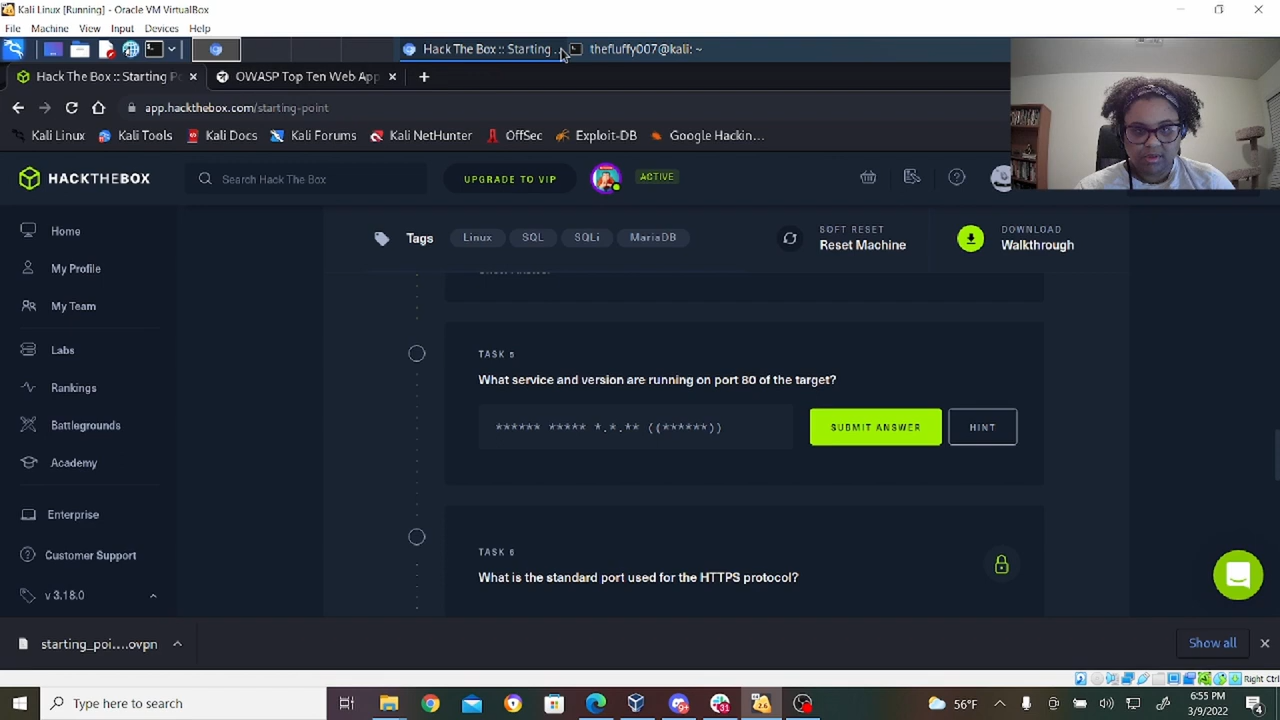 Kali Linux [Running] - Oracle VM VirtualBox
File Machine View Input Devices Help
Hack The Box :: Starting ... thefluffy007@kali: ~
Hack The Box :: Starting Po OWASP Top Ten Web App
app.hackthebox.com/starting-point
Kali Linux Kali Tools Kali Docs Kali Forums Kali NetHunter OffSec Exploit-DB Google Hackin...
HACKTHEBOX Search Hack The Box UPGRADE TO VIP ACTIVE
Home
My Profile
My Team
Labs
Rankings
Battlegrounds
Academy
Enterprise
Customer Support
v 3.18.0
Tags Linux SQL SQLi MariaDB
SOFT RESET
Reset Machine
DOWNLOAD
Walkthrough
TASK 5
What service and version are running on port 80 of the target?
****** ***** *.*.** ((******)) SUBMIT ANSWER HINT
TASK 6
What is the standard port used for the HTTPS protocol?
starting_poi....ovpn Show all
Right Ctrl
Type here to search 31 2.6 56°F 6:55 PM
3/9/2022 4